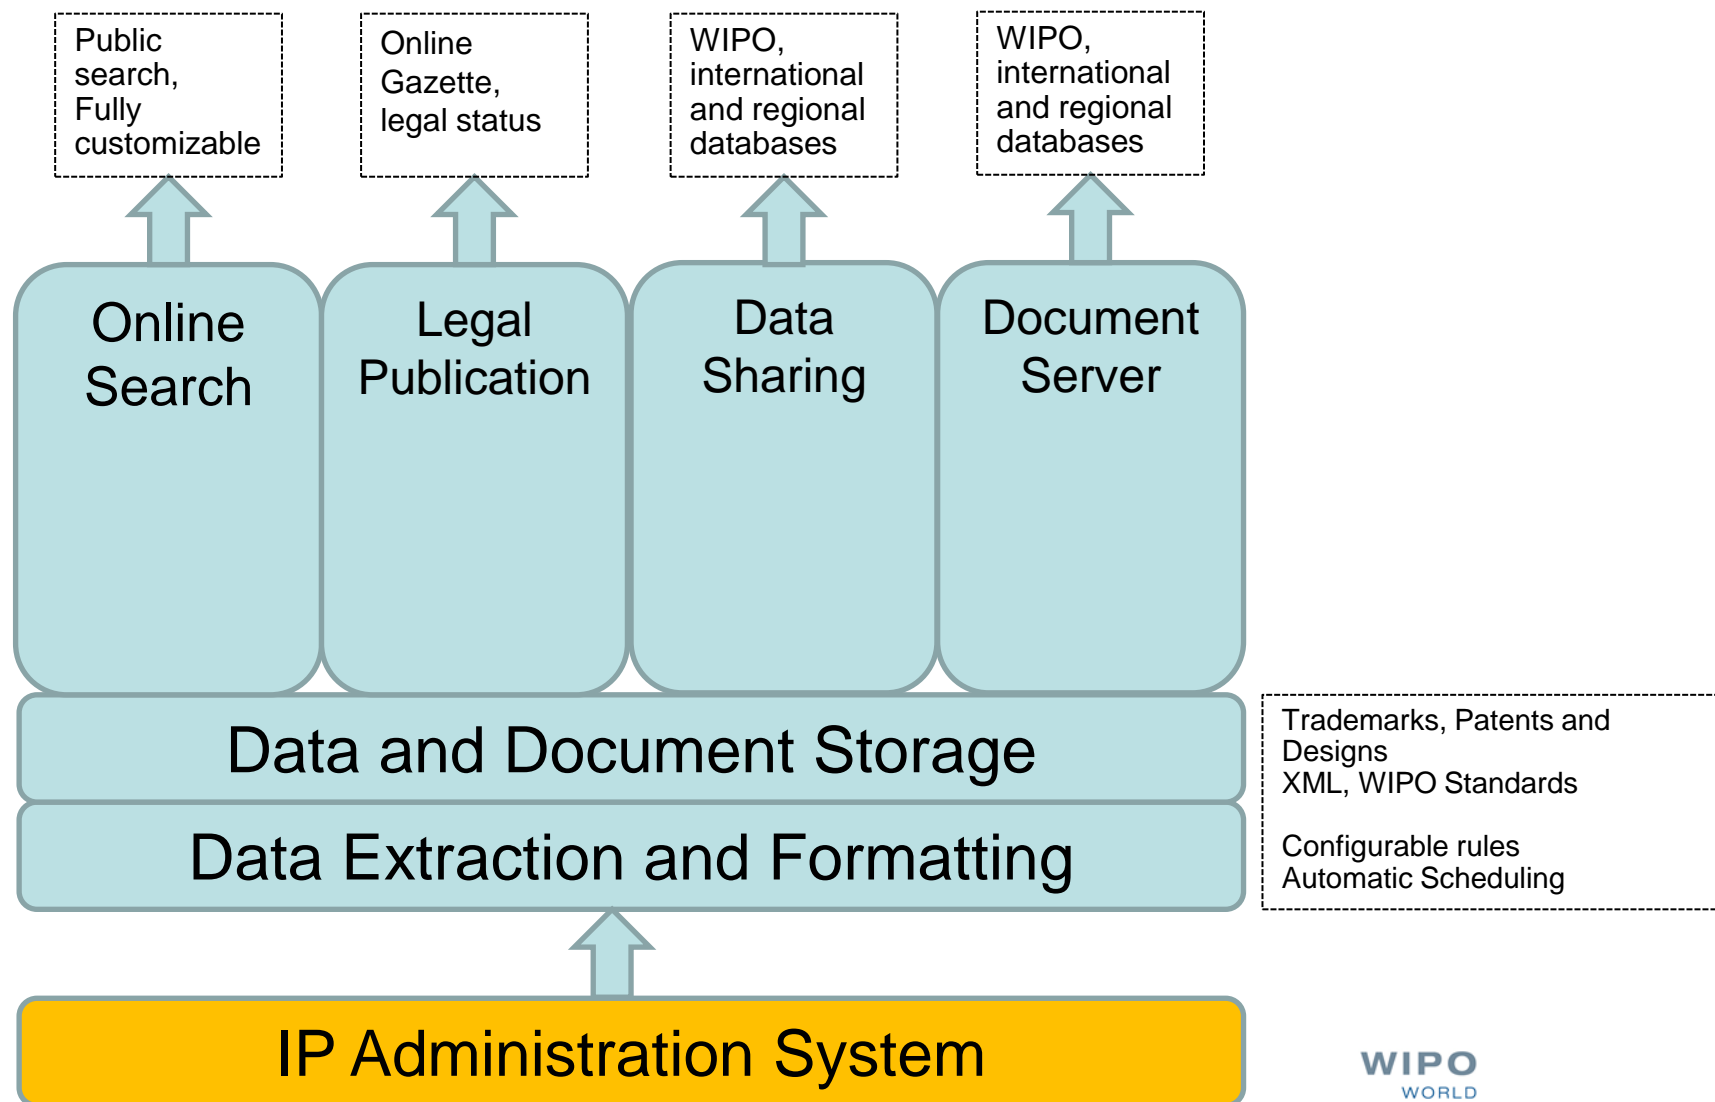 Public
search,
Fully
customizable
Online
Gazette,
legal status
WIPO,
international
and regional
databases
WIPO,
international
and regional
databases
Online
Search
Legal
Publication
Data
Sharing
Document
Server
Data and Document Storage
Data Extraction and Formatting
Trademarks, Patents and
Designs
XML, WIPO Standards
Configurable rules
Automatic Scheduling
IP Administration System
WIPO
WORLD